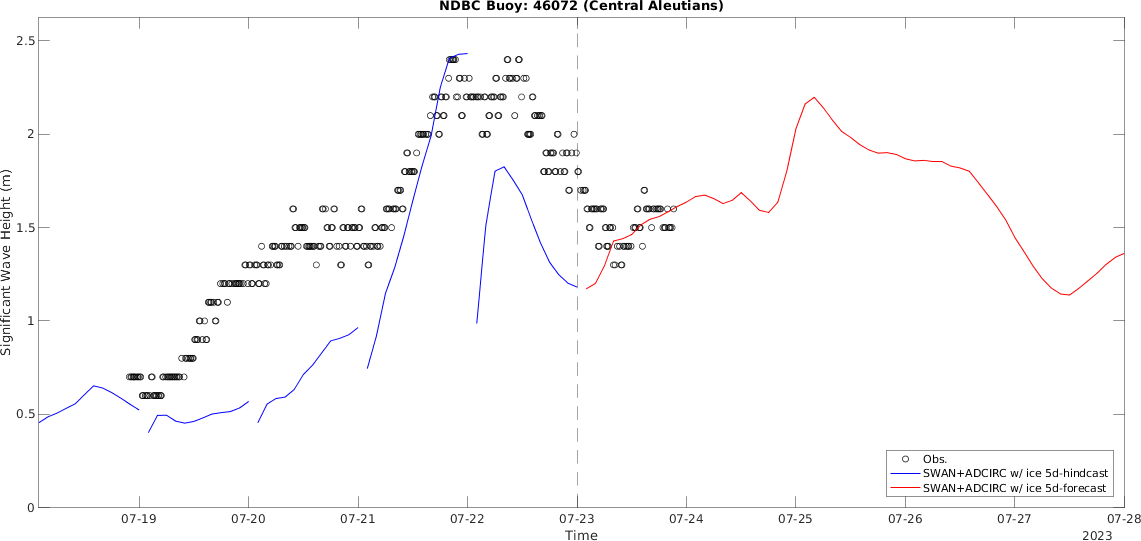 NDBC Buoy: 46072 (Central Aleutians)
2.5
2
1.5
1
0.5
0
Significant Wave Height (m)
07-19
07-20
07-21
07-22
07-23
07-24
07-25
07-26
07-27
07-28
Time
2023
Obs.
SWAN+ADCIRC w/ ice 5d-hindcast
SWAN+ADCIRC w/ ice 5d-forecast